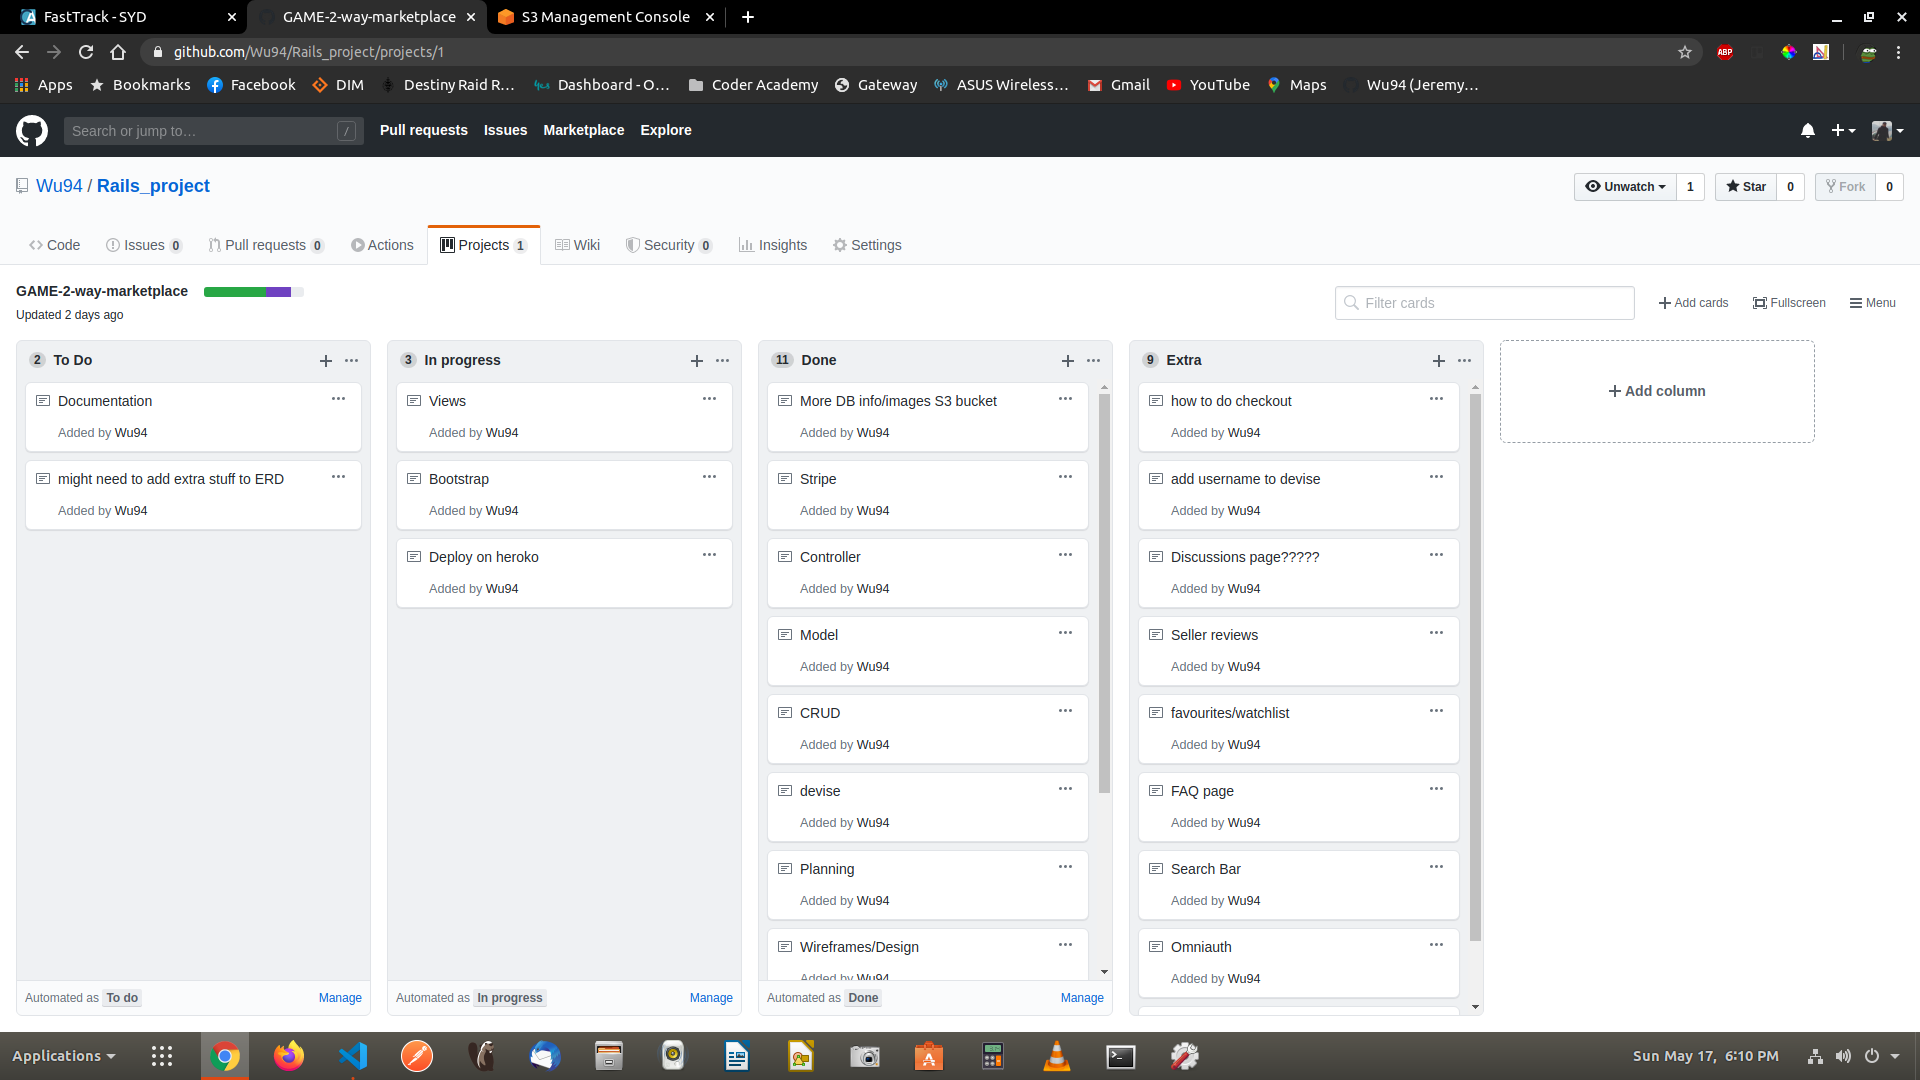 FastTrack - SYD
GAME-2-way-marketplace
S3 Management Console
github.com/Wu94/Rails_project/projects/1
ABP
Apps
Bookmarks
Facebook
DIM
Destiny Raid R…
Dashboard - O…
Coder Academy
Gateway
ASUS Wireless…
Gmail
YouTube
Maps
Wu94 (Jeremy…
Search or jump to…
/
Pull requests
Issues
Marketplace
Explore
Wu94 / Rails_project
Unwatch 1
Star 0
Fork 0
Code
Issues 0
Pull requests 0
Actions
Projects 1
Wiki
Security 0
Insights
Settings
GAME-2-way-marketplace
Updated 2 days ago
Filter cards
Add cards
Fullscreen
Menu
2 To Do
Documentation
Added by Wu94
might need to add extra stuff to ERD
Added by Wu94
Automated as To do
Manage
3 In progress
Views
Added by Wu94
Bootstrap
Added by Wu94
Deploy on heroko
Added by Wu94
Automated as In progress
Manage
11 Done
More DB info/images S3 bucket
Added by Wu94
Stripe
Added by Wu94
Controller
Added by Wu94
Model
Added by Wu94
CRUD
Added by Wu94
devise
Added by Wu94
Planning
Added by Wu94
Wireframes/Design
Added by Wu94
Automated as Done
Manage
9 Extra
how to do checkout
Added by Wu94
add username to devise
Added by Wu94
Discussions page?????
Added by Wu94
Seller reviews
Added by Wu94
favourites/watchlist
Added by Wu94
FAQ page
Added by Wu94
Search Bar
Added by Wu94
Omniauth
Added by Wu94
Add column
Applications
Sun May 17, 6:10 PM